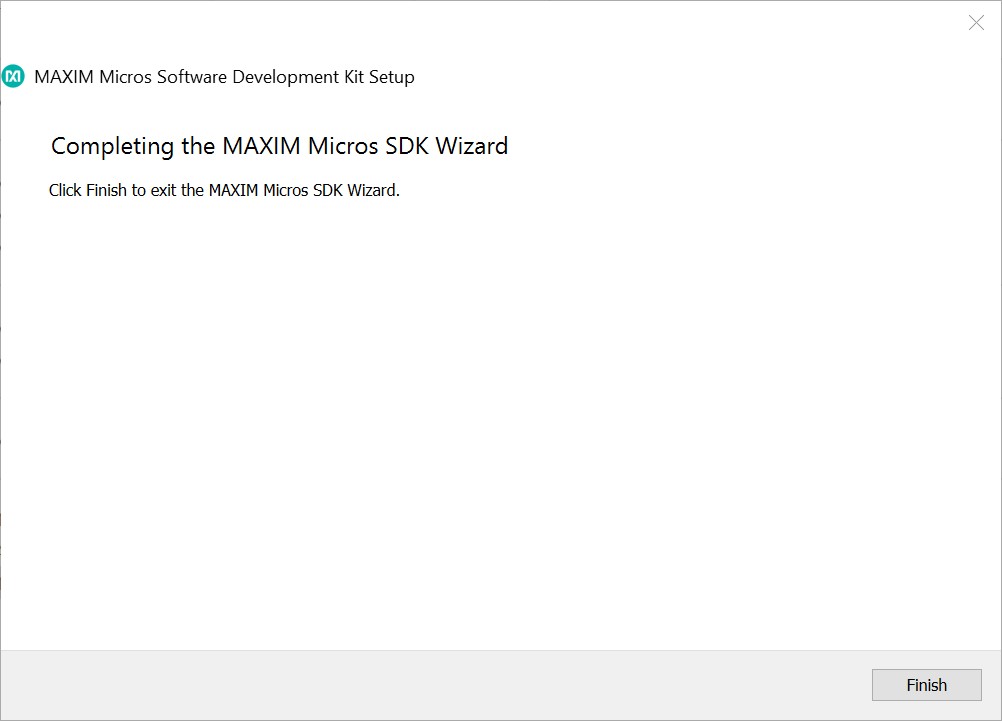 MAXIM Micros Software Development Kit Setup
Completing the MAXIM Micros SDK Wizard
Click Finish to exit the MAXIM Micros SDK Wizard.
Finish